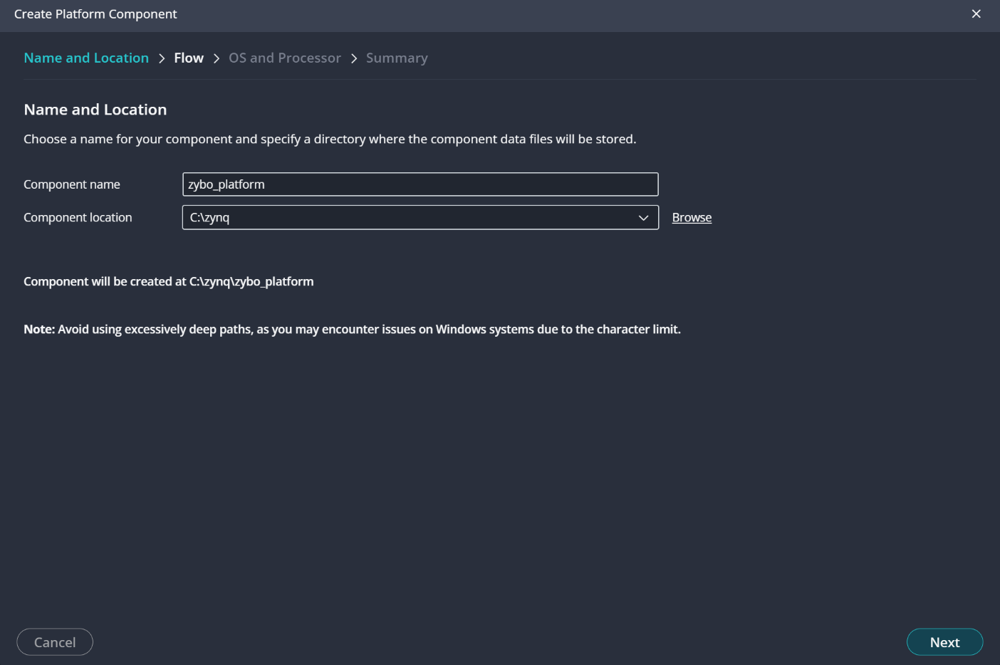 Create Platform Component
Name and Location > Flow > OS and Processor > Summary
Name and Location
Choose a name for your component and specify a directory where the component data files will be stored.
Component name zybo_platform
Component location C:\zynq Browse
Component will be created at C:\zynq\zybo_platform
Note: Avoid using excessively deep paths, as you may encounter issues on Windows systems due to the character limit.
Cancel Next